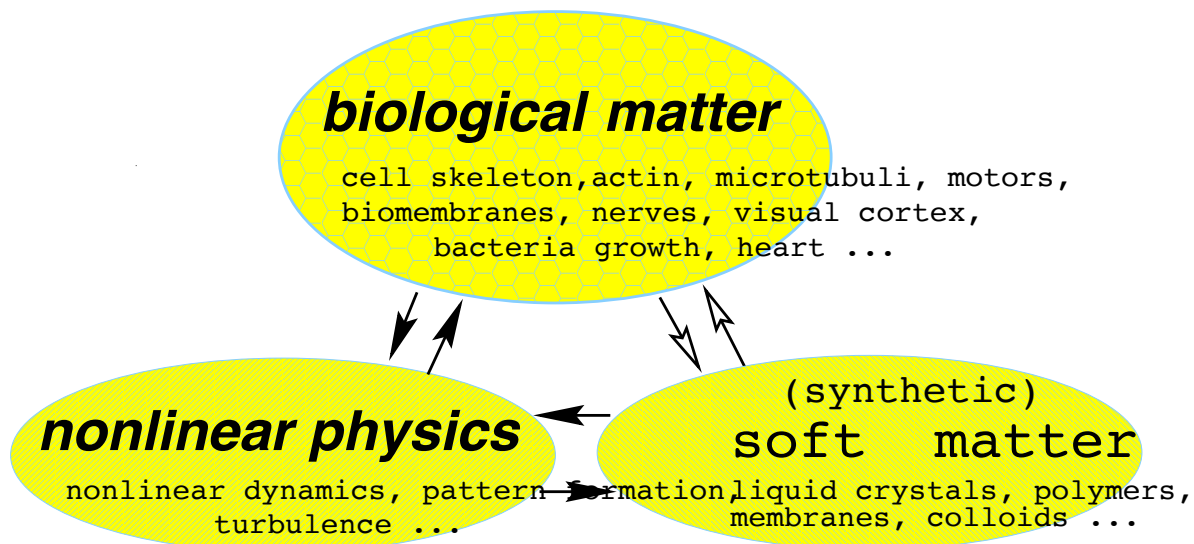 biological matter
cell skeleton,actin, microtubuli, motors,
biomembranes, nerves, visual cortex,
bacteria growth, heart ...
nonlinear physics
nonlinear dynamics, pattern formation,
turbulence ...
(synthetic)
soft matter
liquid crystals, polymers,
membranes, colloids ...